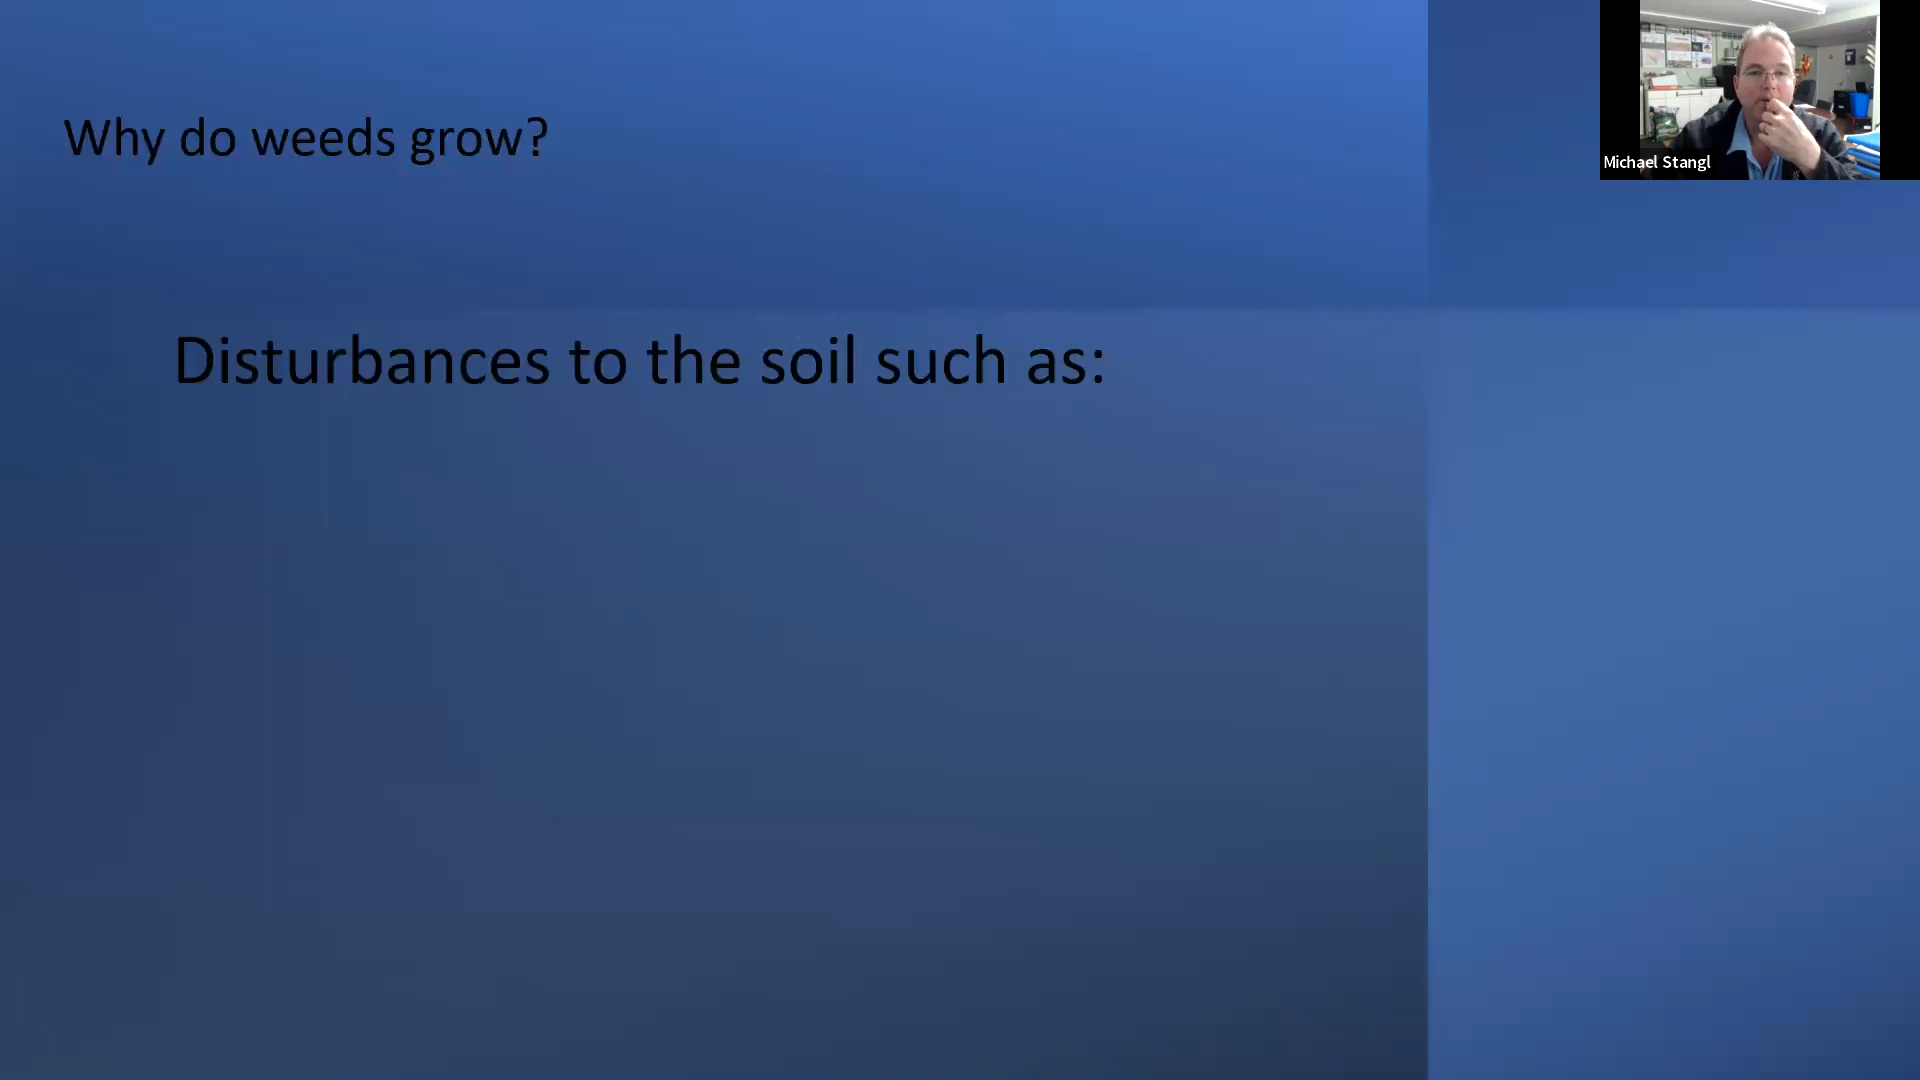 Why do weeds grow?
Disturbances to the soil such as:
Michael Stangl